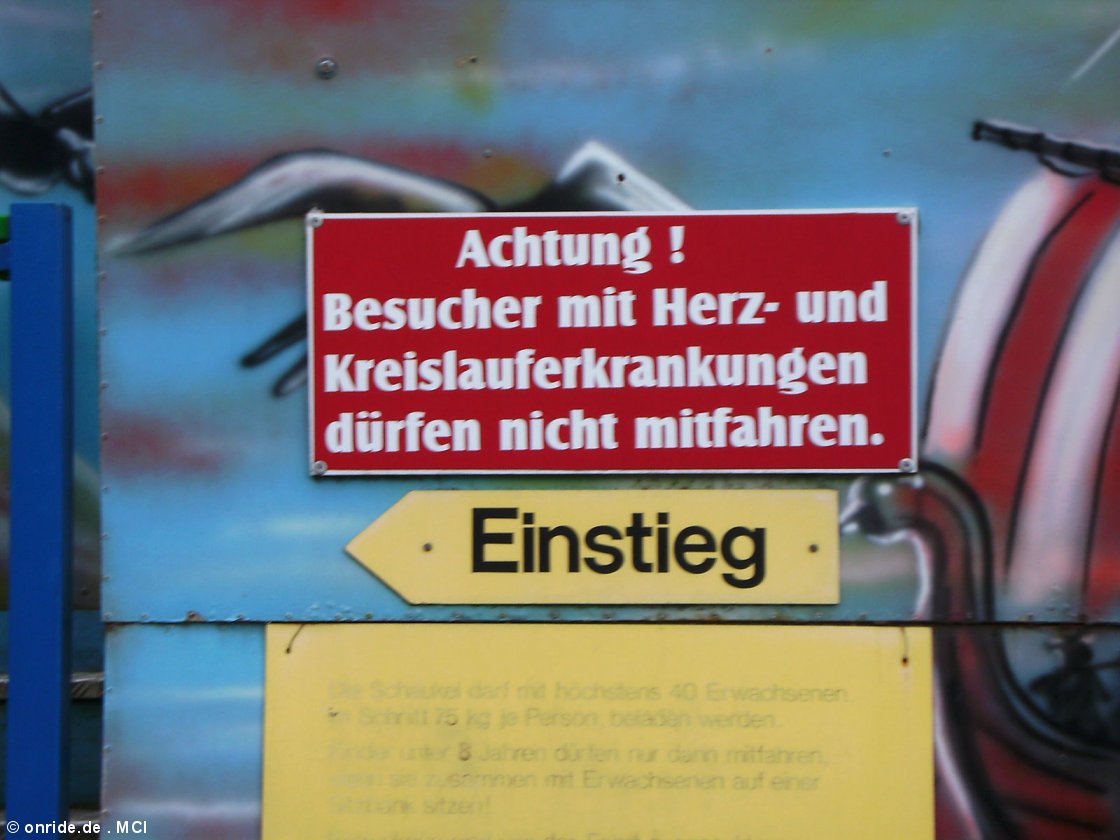 Achtung !
Besucher mit Herz- und
Kreislauferkrankungen
dürfen nicht mitfahren.
Einstieg
Die Schaukel darf mit höchstens 40 Erwachsenen,
im Schnitt 75 kg je Person, beladen werden.
Kinder unter 8 Jahren dürfen nur dann mitfahren,
wenn sie zusammen mit Erwachsenen auf einer
Sitzbank sitzen!
© onride.de . MCI